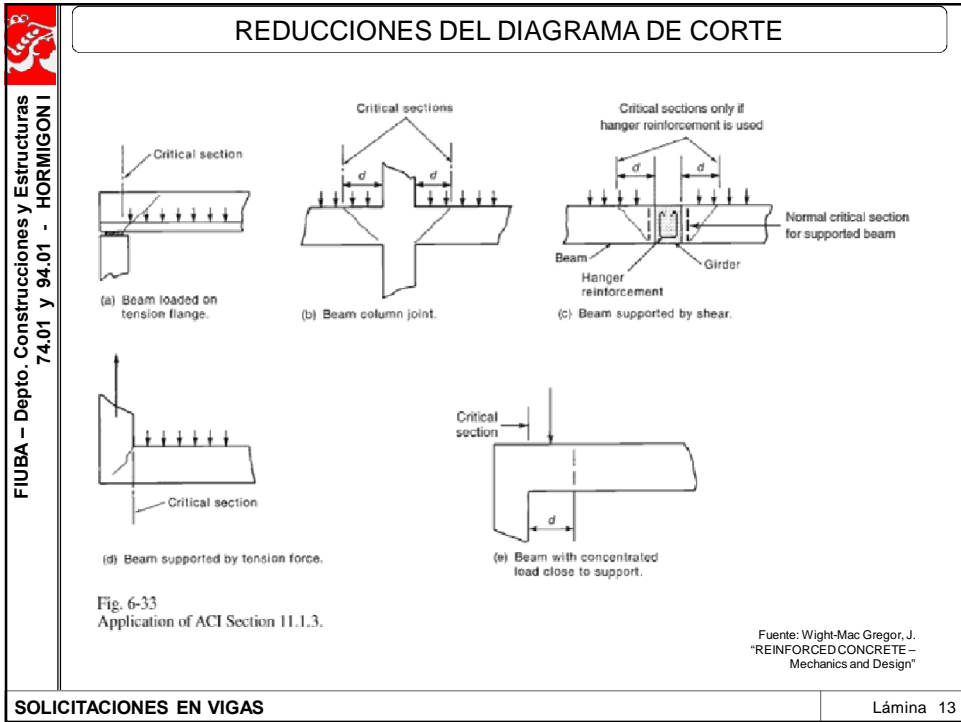 REDUCCIONES DEL DIAGRAMA DE CORTE
FIUBA – Depto. Construcciones y Estructuras
74.01 y 94.01 - HORMIGON I
Critical section
(a) Beam loaded on
tension flange.
Critical sections
d
d
(b) Beam column joint.
Critical sections only if
hanger reinforcement is used
d
d
Normal critical section
for supported beam
Beam
Girder
Hanger
reinforcement
(c) Beam supported by shear.
Critical section
(d) Beam supported by tension force.
Critical
section
d
(e) Beam with concentrated
load close to support.
Fig. 6-33
Application of ACI Section 11.1.3.
Fuente: Wight-Mac Gregor, J.
“REINFORCED CONCRETE –
Mechanics and Design”
SOLICITACIONES EN VIGAS
Lámina 13